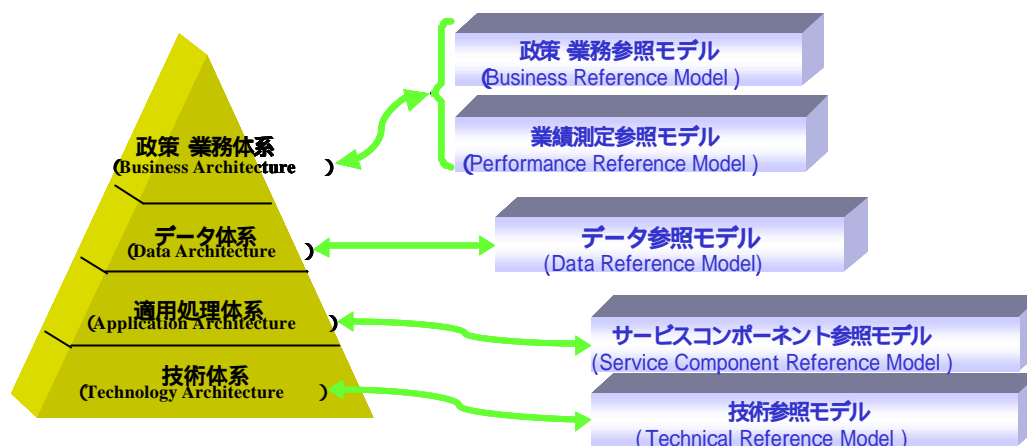 政策 業務体系
(Business Architecture )
データ体系
(Data Architecture )
適用処理体系
(Application Architecture )
技術体系
(Technology Architecture )
政策 業務参照モデル
(Business Reference Model )
業績測定参照モデル
(Performance Reference Model )
データ参照モデル
(Data Reference Model)
サービスコンポーネント参照モデル
(Service Component Reference Model )
技術参照モデル
( Technical Reference Model )